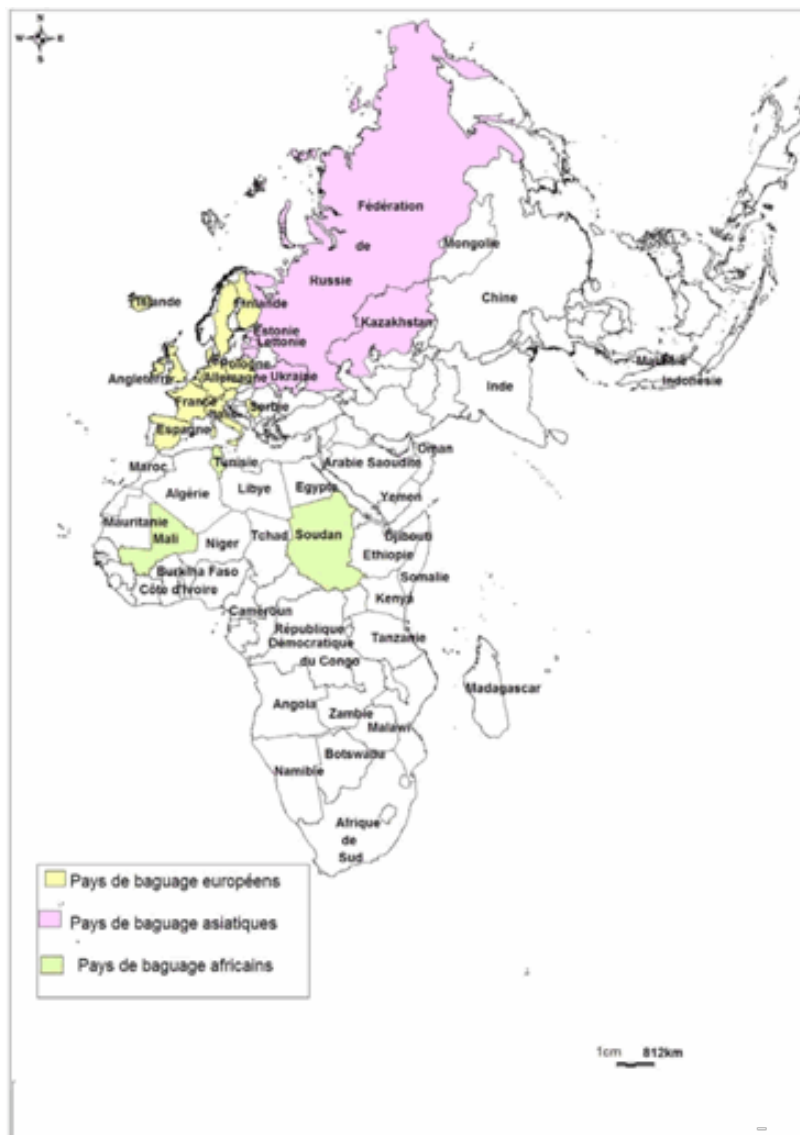 N
W E
S
Fédération
de
Russie
Mongolie
Chine
Kazakhstan
Islande
Finlande
Estonie
Lettonie
Pologne
Angleterre
Allemagne
Ukraine
France
Serbie
Espagne
Inde
Malaisie
Indonésie
Maroc
Tunisie
Arabie Saoudite
Oman
Algérie
Libye
Egypte
Yemen
Mauritanie
Mali
Niger
Tchad
Soudan
Djibouti
Ethiopie
Burkina Faso
Somalie
Côte d'Ivoire
Kenya
Cameroun
République
Démocratique
du Congo
Tanzanie
Madagascar
Angola
Zambie
Malawi
Botswana
Namibie
Afrique
de
Sud
Pays de baguage européens
Pays de baguage asiatiques
Pays de baguage africains
1cm 812km